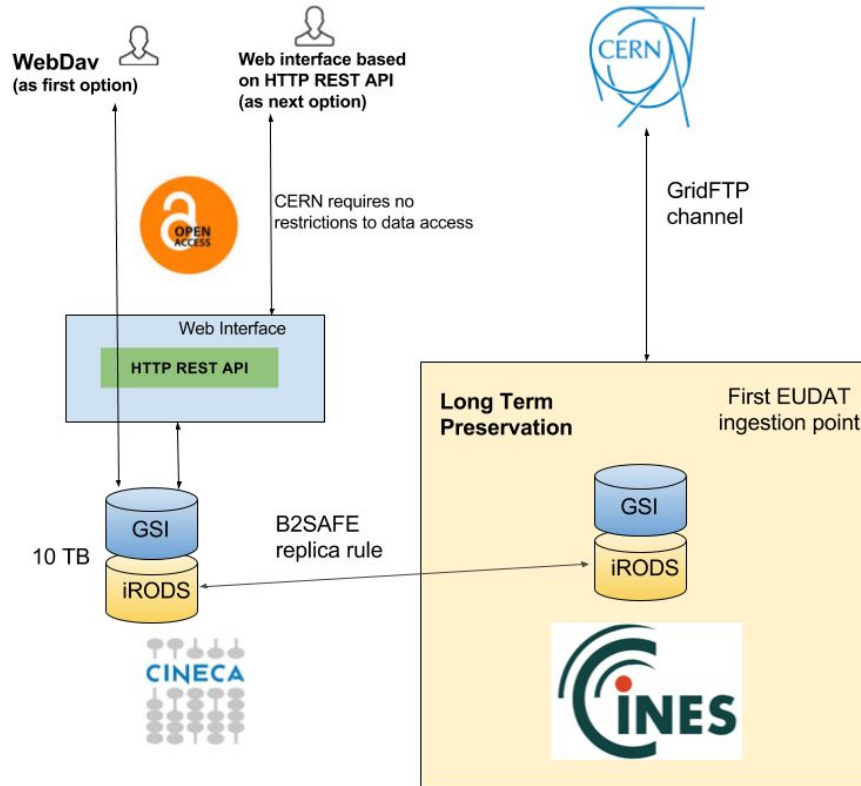 WebDav
(as first option)
Web interface based
on HTTP REST API
(as next option)
CERN
OPEN
ACCESS
CERN requires no
restrictions to data access
GridFTP
channel
Web Interface
HTTP REST API
Long Term
Preservation
First EUDAT
ingestion point
GSI
iRODS
10 TB
B2SAFE
replica rule
GSI
iRODS
CINECA
CiNES